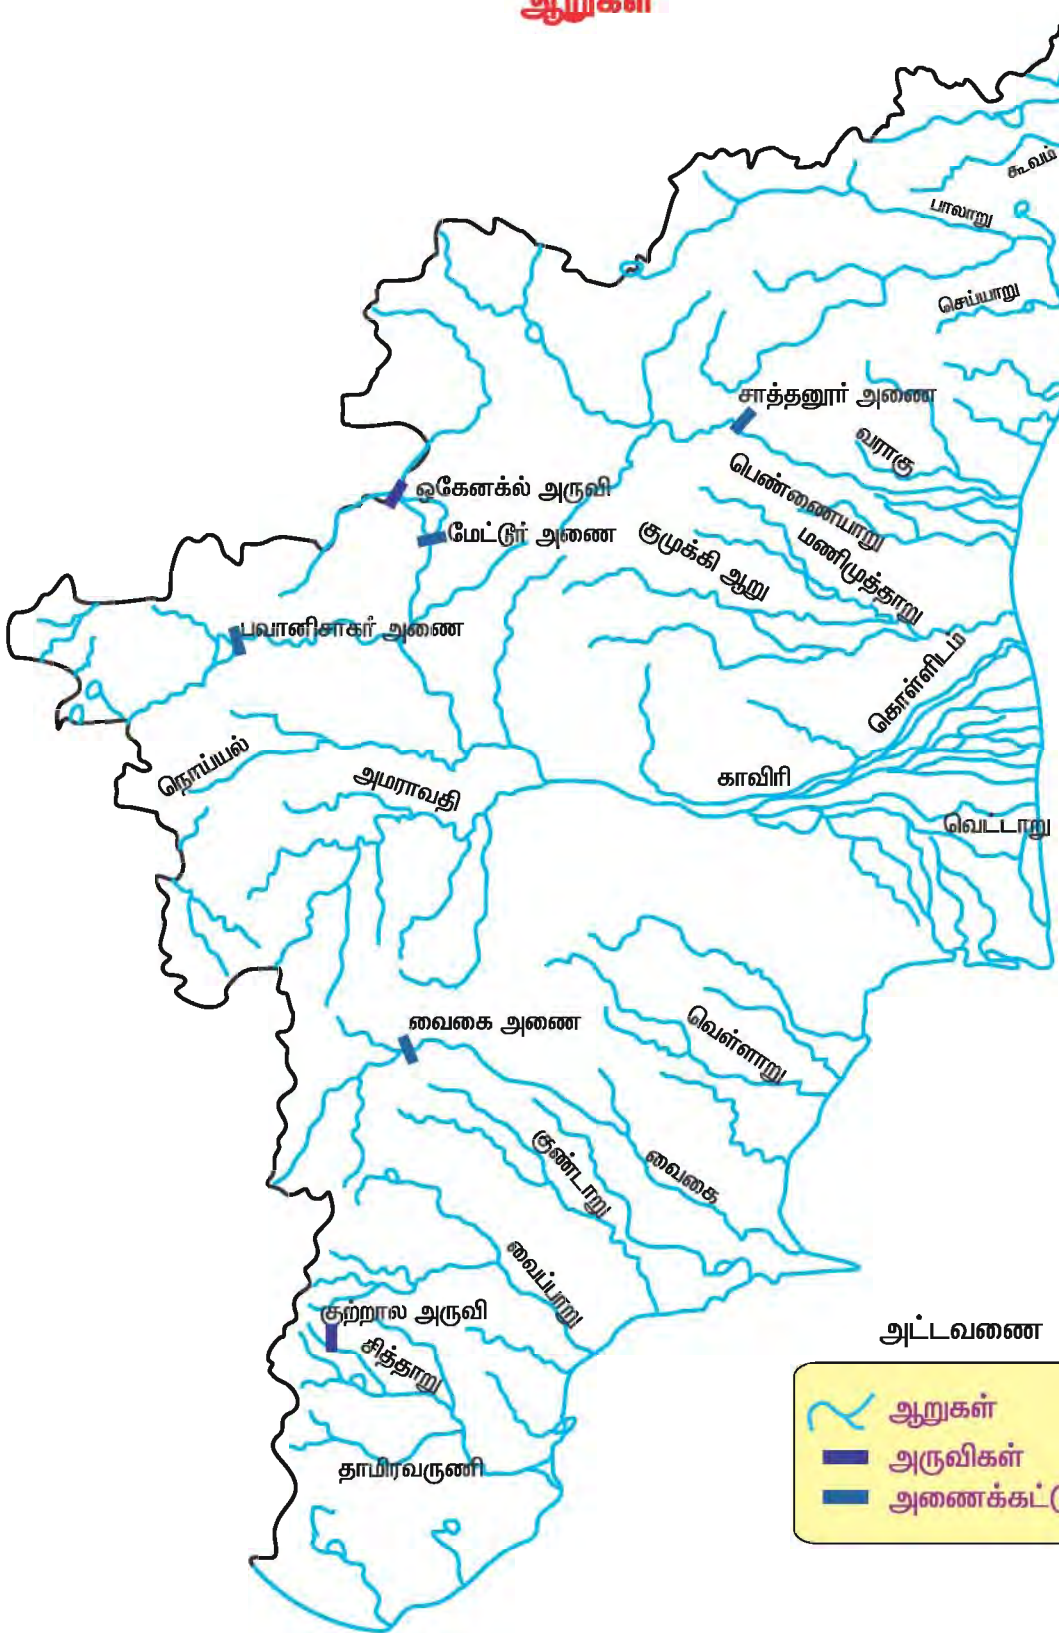 ஆறுகள்
கூவம்
பாலாறு
செய்யாறு
சாத்தனூர் அணை
வராகு
பெண்ணையாறு
ஒகேனக்ல் அருவி
மேட்டூர் அணை
குமுக்கி ஆறு
மணிமுத்தாறு
பவானிசாகர் அணை
கொள்ளிடம்
நொய்யல்
அமராவதி
காவிரி
வெட்டாறு
வைகை அணை
வெள்ளாறு
குண்டாறு
வைகை
வைப்பாறு
குற்றால அருவி
சித்தாறு
தாமிரவருணி
அட்டவணை
ஆறுகள்
அருவிகள்